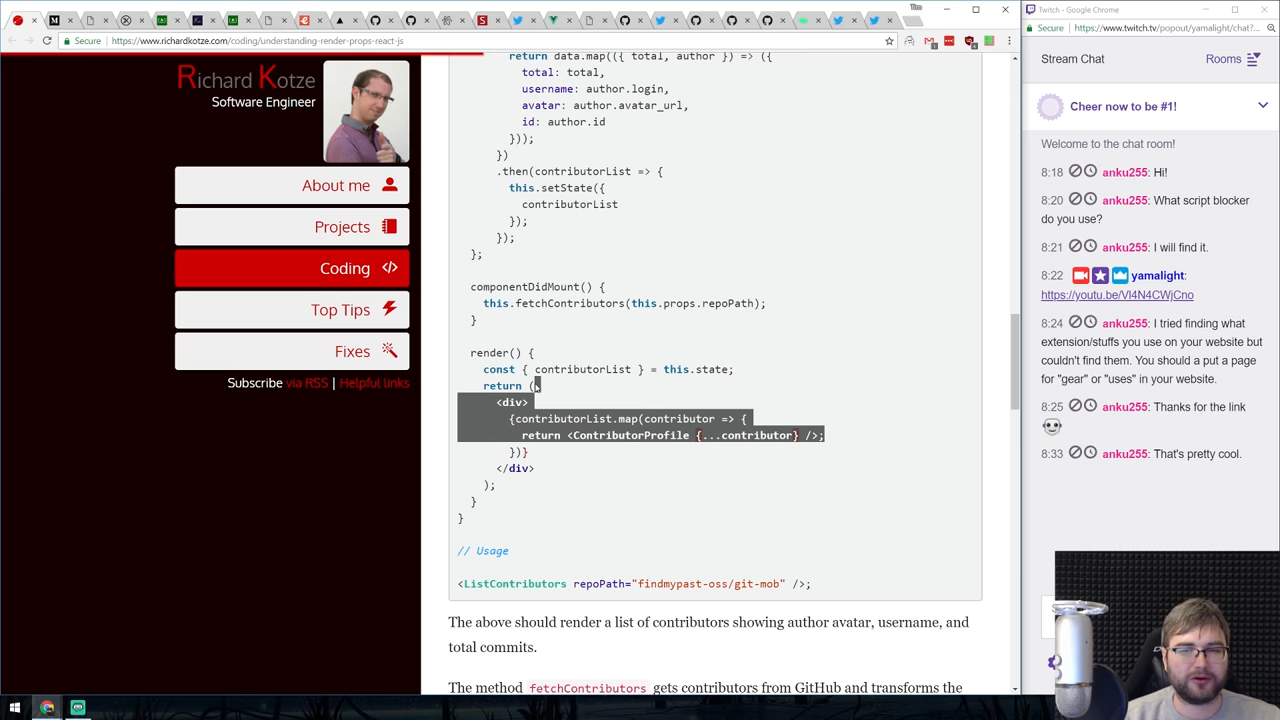 Tim
Secure
https://www.richardkotze.com/coding/understanding-render-props-react-js
Richard Kotze
Software Engineer
About me
Projects
Coding
Top Tips
Fixes
Subscribe via RSS | Helpful links
return data.map(({ total, author }) => ({
total: total,
username: author.login,
avatar: author.avatar_url,
id: author.id
}));
})
.then(contributorList => {
this.setState({
contributorList
});
});
};
componentDidMount() {
this.fetchContributors(this.props.repoPath);
}
render() {
const { contributorList } = this.state;
return (
<div>
{contributorList.map(contributor => {
return <ContributorProfile {...contributor} />;
})}
</div>
);
}
}
// Usage
<ListContributors repoPath="findmypast-oss/git-mob" />;
The above should render a list of contributors showing author avatar, username, and
total commits.
The method fetchContributors gets contributors from GitHub and transforms the
Twitch - Google Chrome
Secure
https://www.twitch.tv/popout/yamalight/chat?
Stream Chat
Rooms
Cheer now to be #1!
Welcome to the chat room!
8:18 anku255: Hi!
8:20 anku255: What script blocker
do you use?
8:21 anku255: I will find it.
8:22 yamalight:
https://youtu.be/Vl4N4CWjCno
8:24 anku255: I tried finding what
extension/stuffs you use on your website but
couldn't find them. You should a put a page
for "gear" or "uses" in your website.
8:25 anku255: Thanks for the link
8:33 anku255: That's pretty cool.